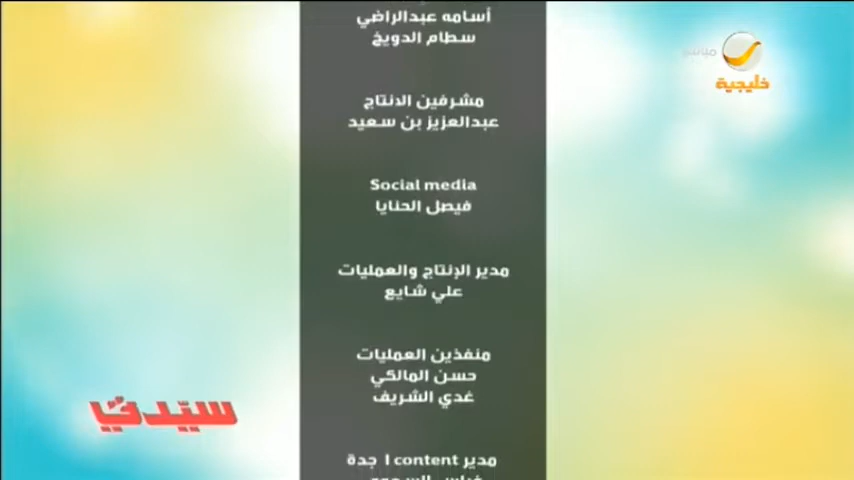 أسامه عبدالراضي
سطام الدويخ
مباشر
خليجية
مشرفين الانتاج
عبدالعزيز بن سعيد
Social media
فيصل الحنايا
مدير الإنتاج والعمليات
علي شايع
منفذين العمليات
حسن المالكي
غدي الشريف
سيدتي
مدير content ا جدة